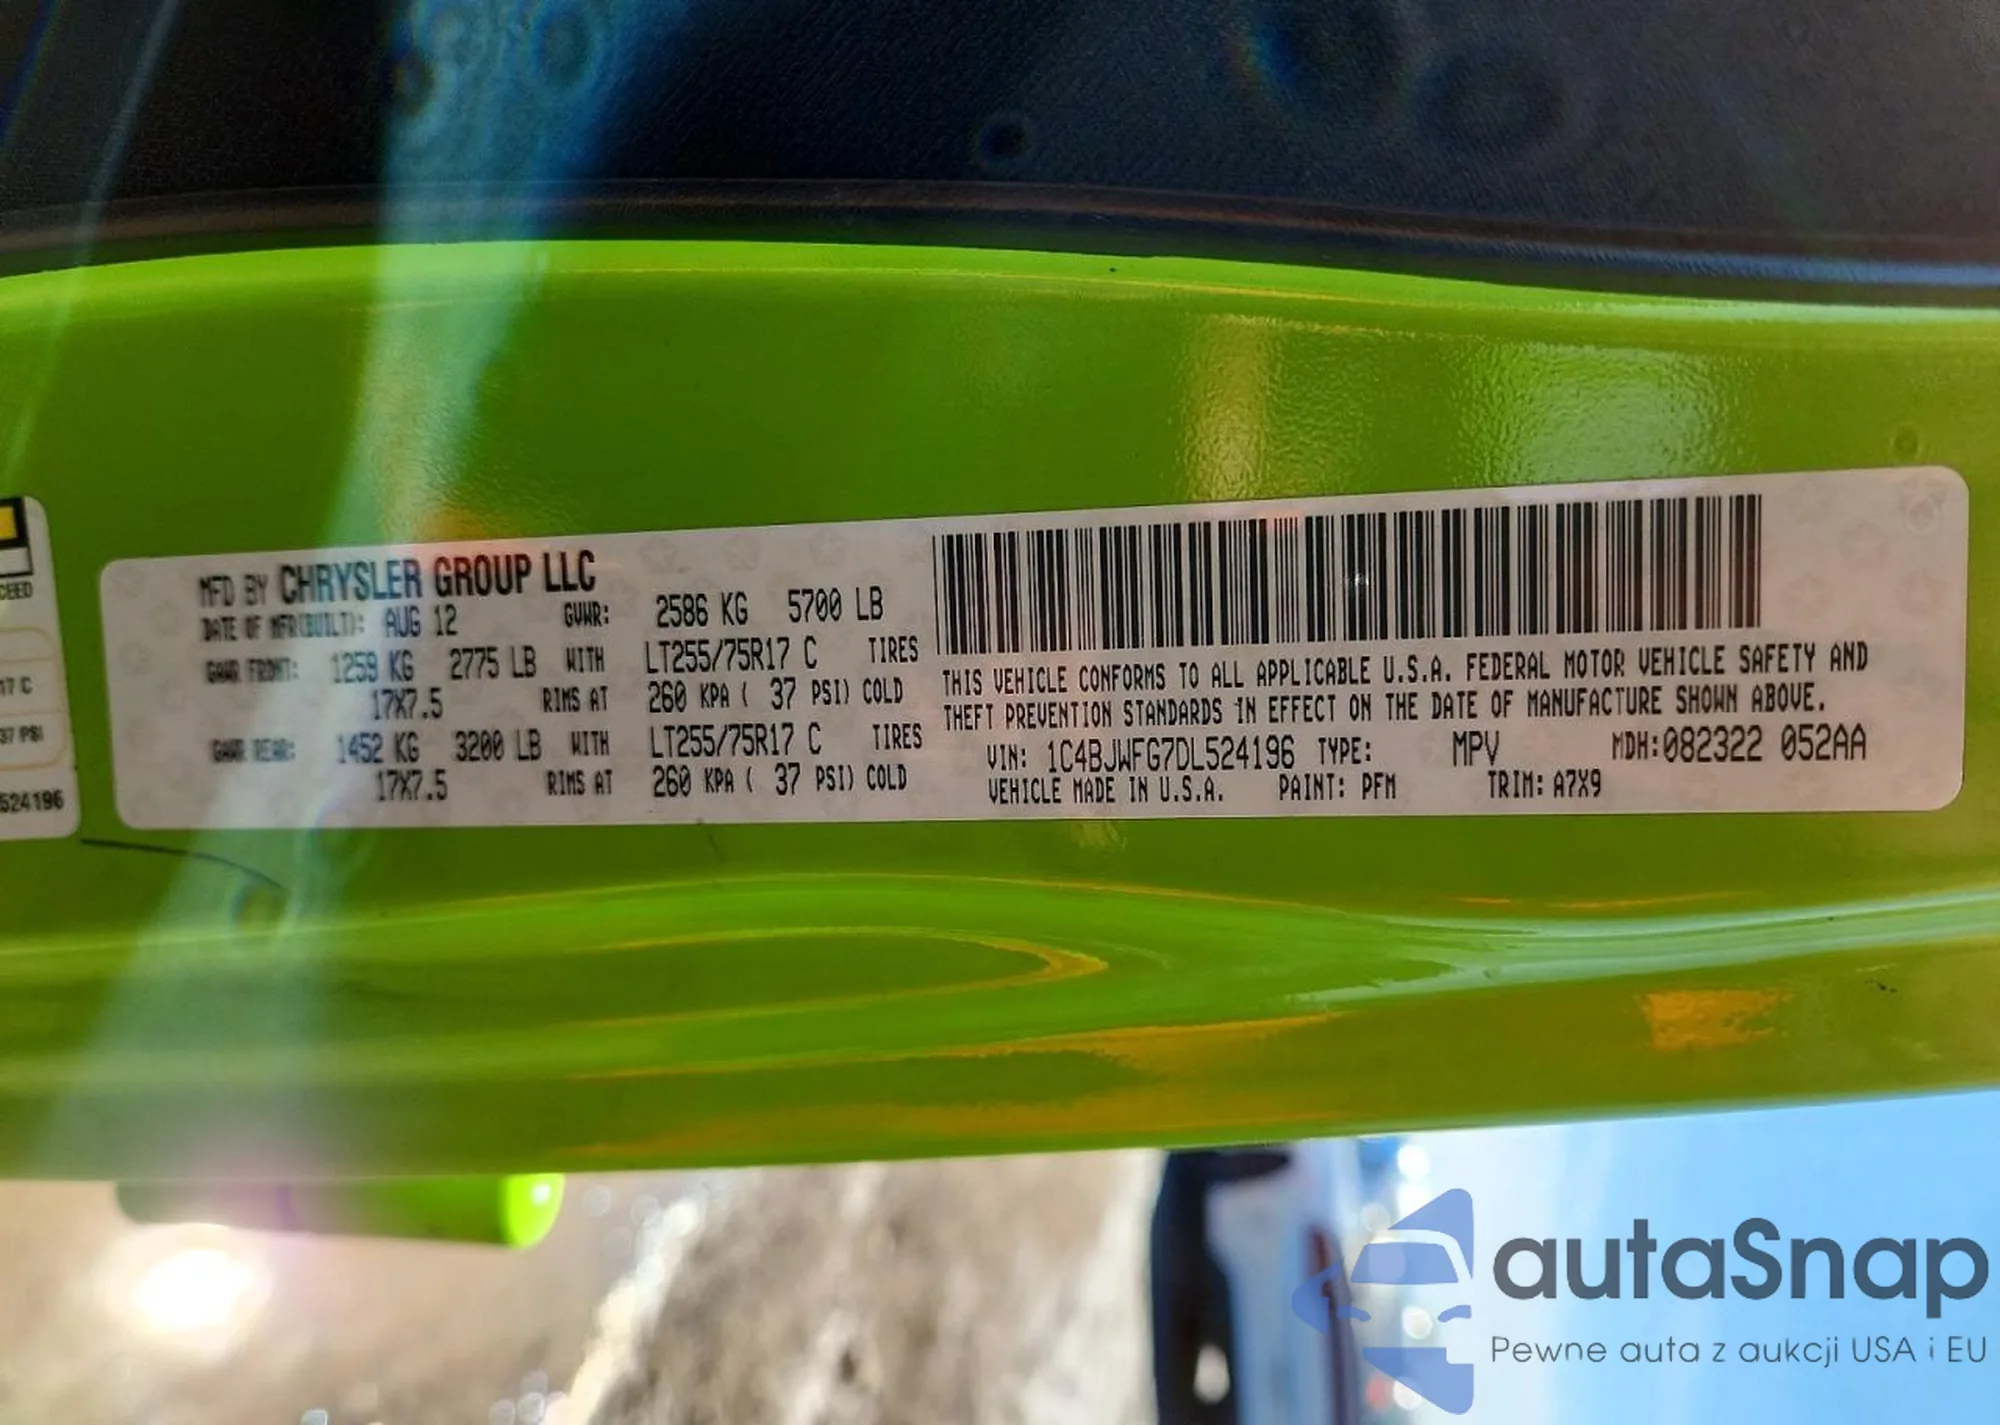 CEED
17 C
37 PSI
524196
MFD BY CHRYSLER GROUP LLC
DATE OF MFR(BUILT): AUG 12 GVWR: 2586 KG 5700 LB
GAWR FRONT: 1259 KG 2775 LB WITH LT255/75R17 C TIRES
17X7.5 RIMS AT 260 KPA ( 37 PSI) COLD
GAWR REAR: 1452 KG 3200 LB WITH LT255/75R17 C TIRES
17X7.5 RIMS AT 260 KPA ( 37 PSI) COLD
THIS VEHICLE CONFORMS TO ALL APPLICABLE U.S.A. FEDERAL MOTOR VEHICLE SAFETY AND
THEFT PREVENTION STANDARDS IN EFFECT ON THE DATE OF MANUFACTURE SHOWN ABOVE.
VIN: 1C4BJWFG7DL524196 TYPE: MPV MDH:082322 052AA
VEHICLE MADE IN U.S.A. PAINT: PFM TRIM: A7X9
autaSnap
Pewne auta z aukcji USA i EU